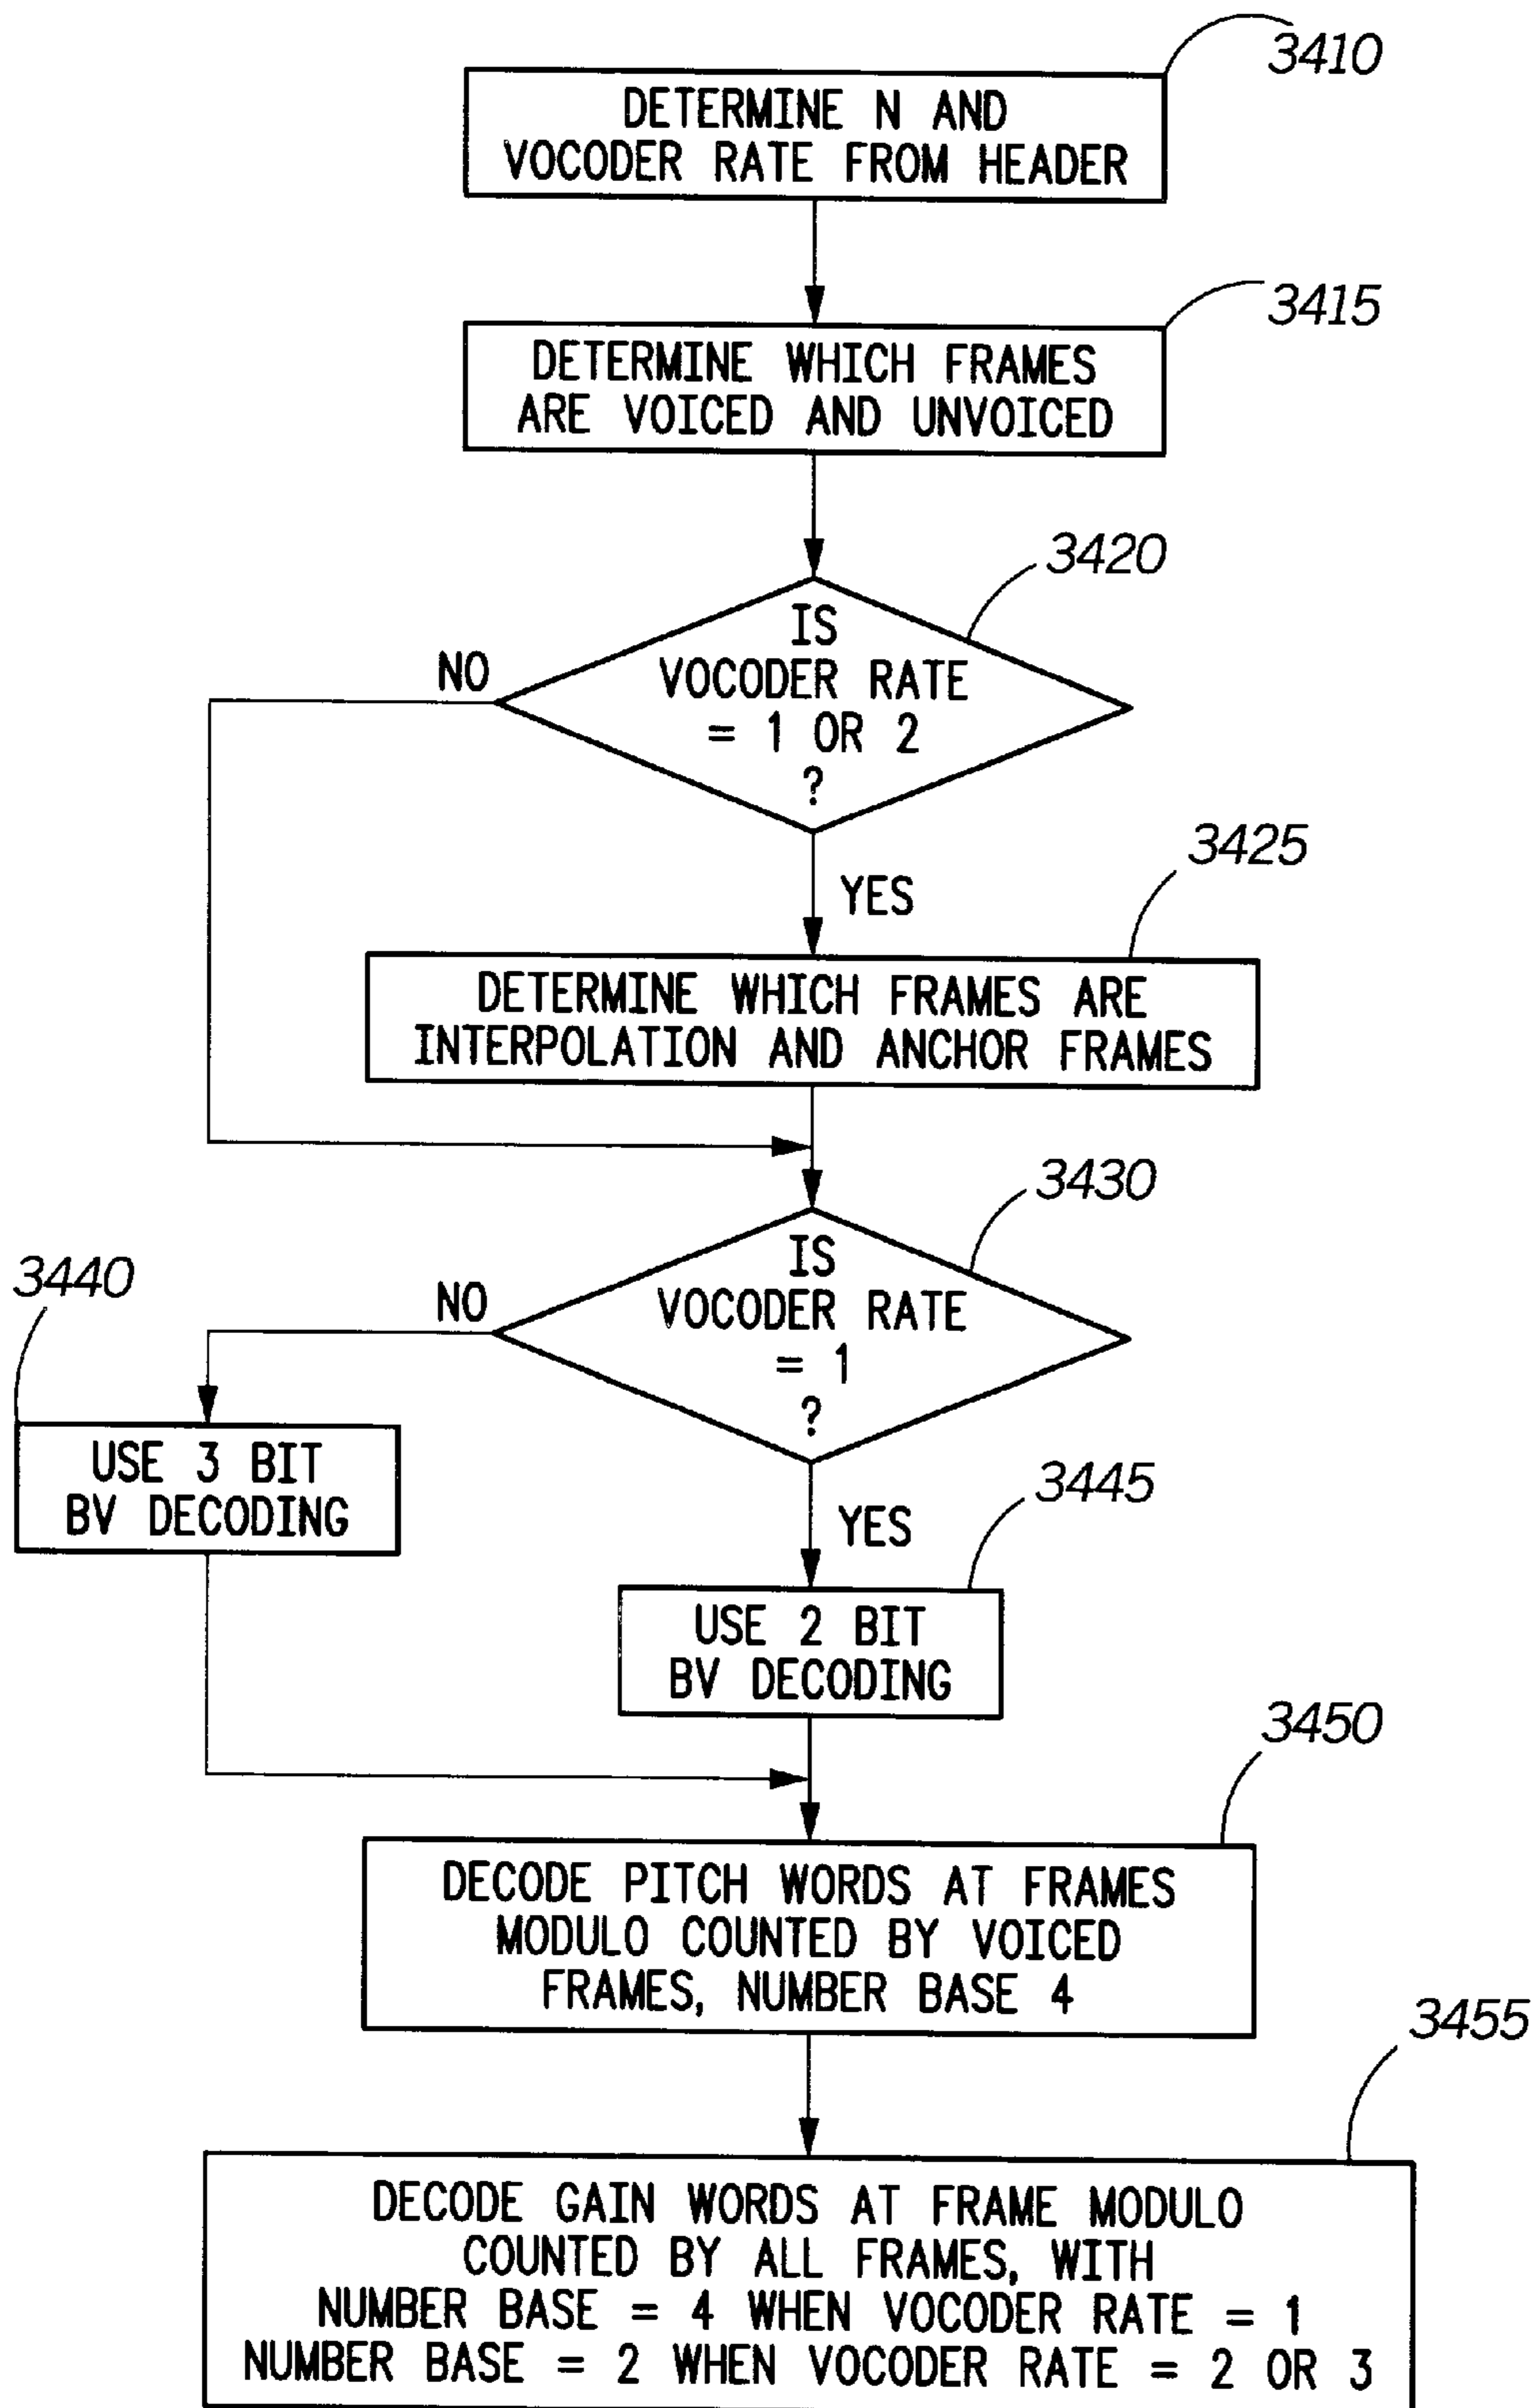 3410
DETERMINE N AND
VOCODER RATE FROM HEADER
3415
DETERMINE WHICH FRAMES
ARE VOICED AND UNVOICED
3420
IS
VOCODER RATE
= 1 OR 2
?
NO
YES
3425
DETERMINE WHICH FRAMES ARE
INTERPOLATION AND ANCHOR FRAMES
3430
IS
VOCODER RATE
= 1
?
NO
3440
USE 3 BIT
BV DECODING
YES
3445
USE 2 BIT
BV DECODING
3450
DECODE PITCH WORDS AT FRAMES
MODULO COUNTED BY VOICED
FRAMES, NUMBER BASE 4
3455
DECODE GAIN WORDS AT FRAME MODULO
COUNTED BY ALL FRAMES, WITH
NUMBER BASE = 4 WHEN VOCODER RATE = 1
NUMBER BASE = 2 WHEN VOCODER RATE = 2 OR 3